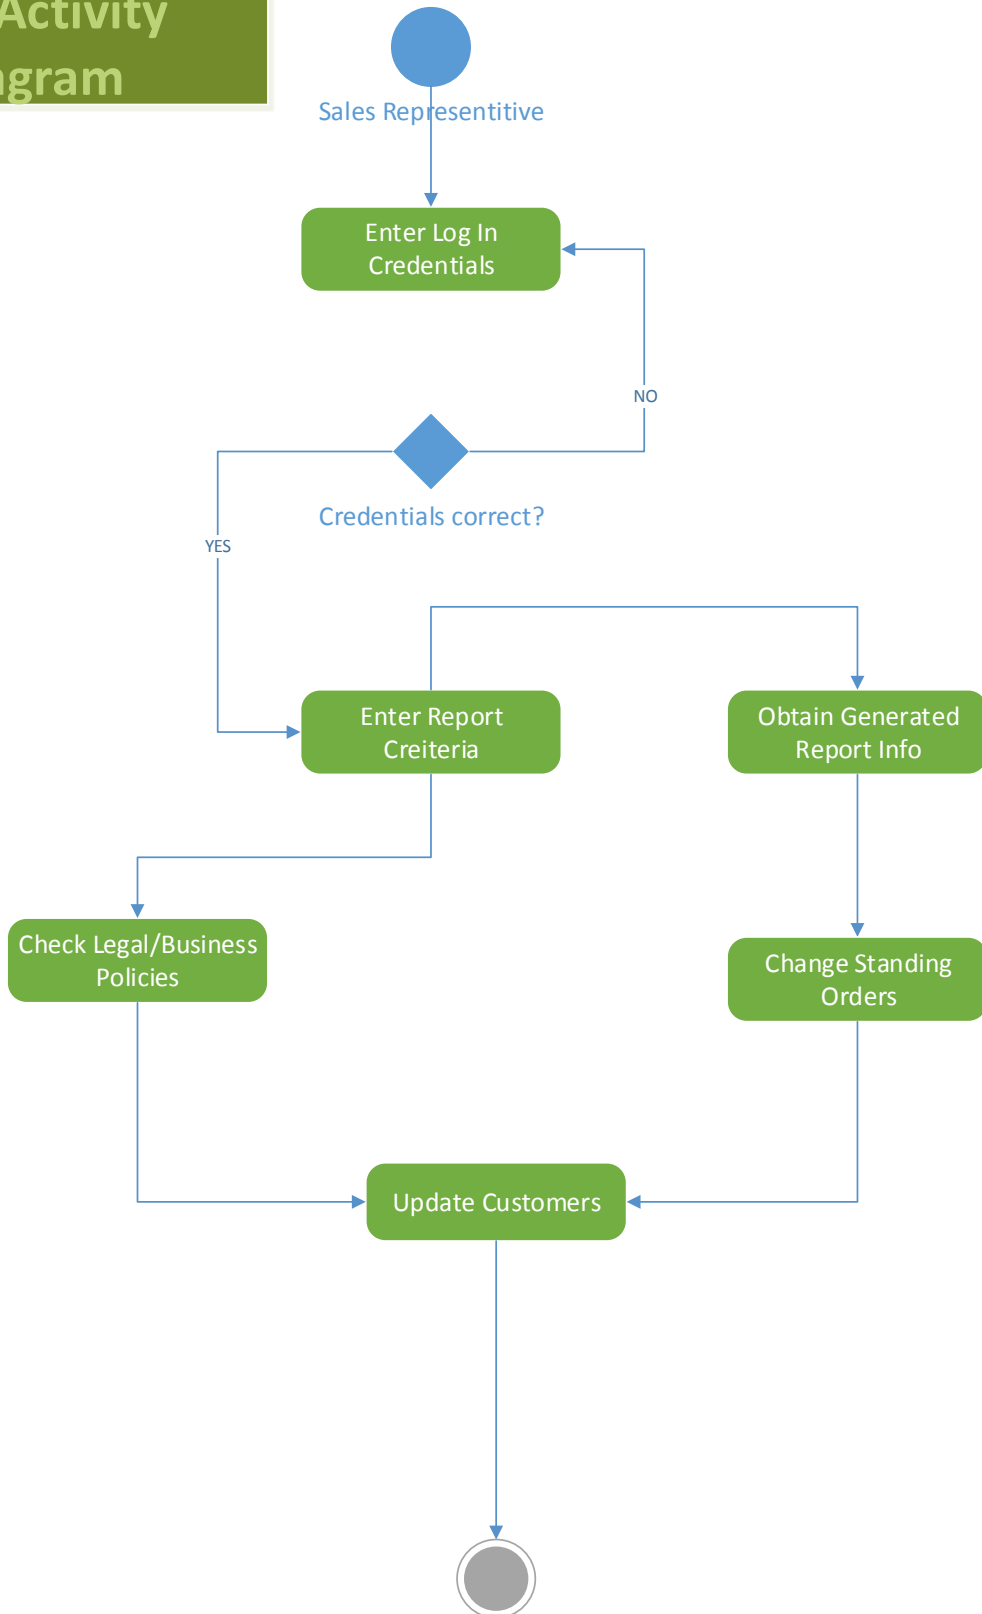 Activity
gram
Sales Representitive
Enter Log In
Credentials
NO
Credentials correct?
YES
Enter Report
Creiteria
Obtain Generated
Report Info
Check Legal/Business
Policies
Change Standing
Orders
Update Customers